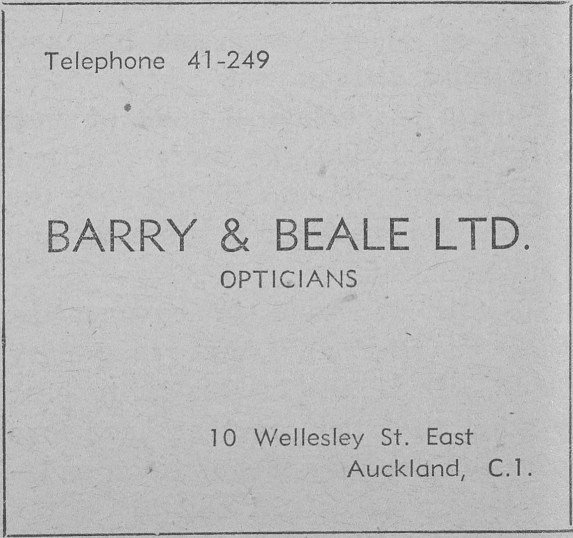 Telephone 41-249
BARRY & BEALE LTD.
OPTICIANS
10 Wellesley St. East
Auckland, C.1.